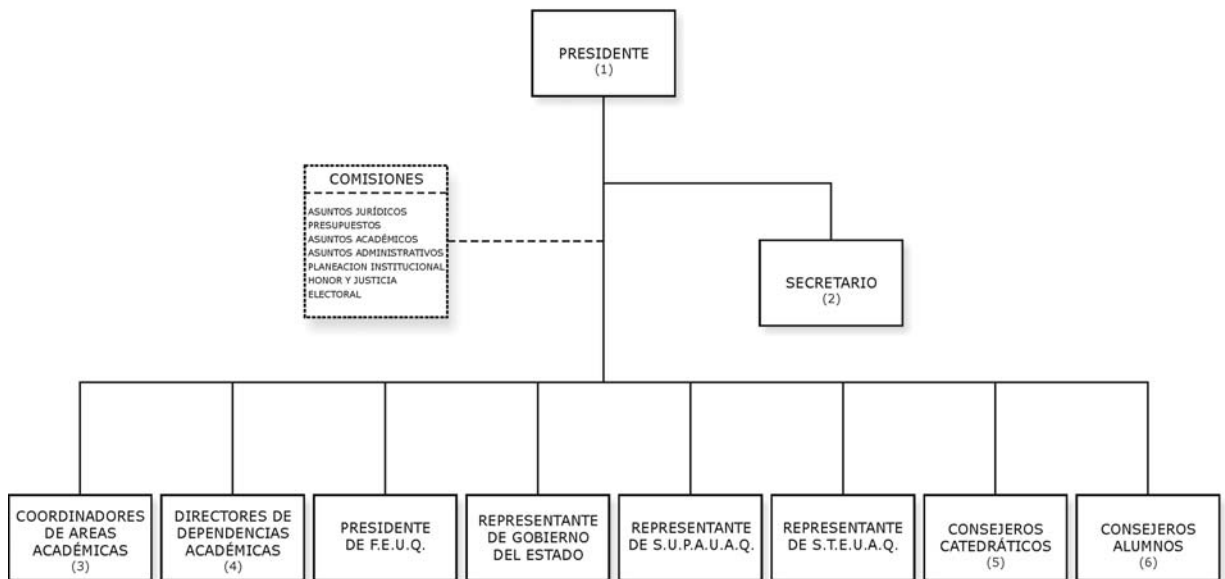 PRESIDENTE
(1)
COMISIONES
ASUNTOS JURÍDICOS
PRESUPUESTOS
ASUNTOS ACADÉMICOS
ASUNTOS ADMINISTRATIVOS
PLANEACION INSTITUCIONAL
HONOR Y JUSTICIA
ELECTORAL
SECRETARIO
(2)
COORDINADORES
DE AREAS
ACADÉMICAS
(3)
DIRECTORES DE
DEPENDENCIAS
ACADÉMICAS
(4)
PRESIDENTE
DE F.E.U.Q.
REPRESENTANTE
DE GOBIERNO
DEL ESTADO
REPRESENTANTE
DE S.U.P.A.U.A.Q.
REPRESENTANTE
DE S.T.E.U.A.Q.
CONSEJEROS
CATEDRÁTICOS
(5)
CONSEJEROS
ALUMNOS
(6)